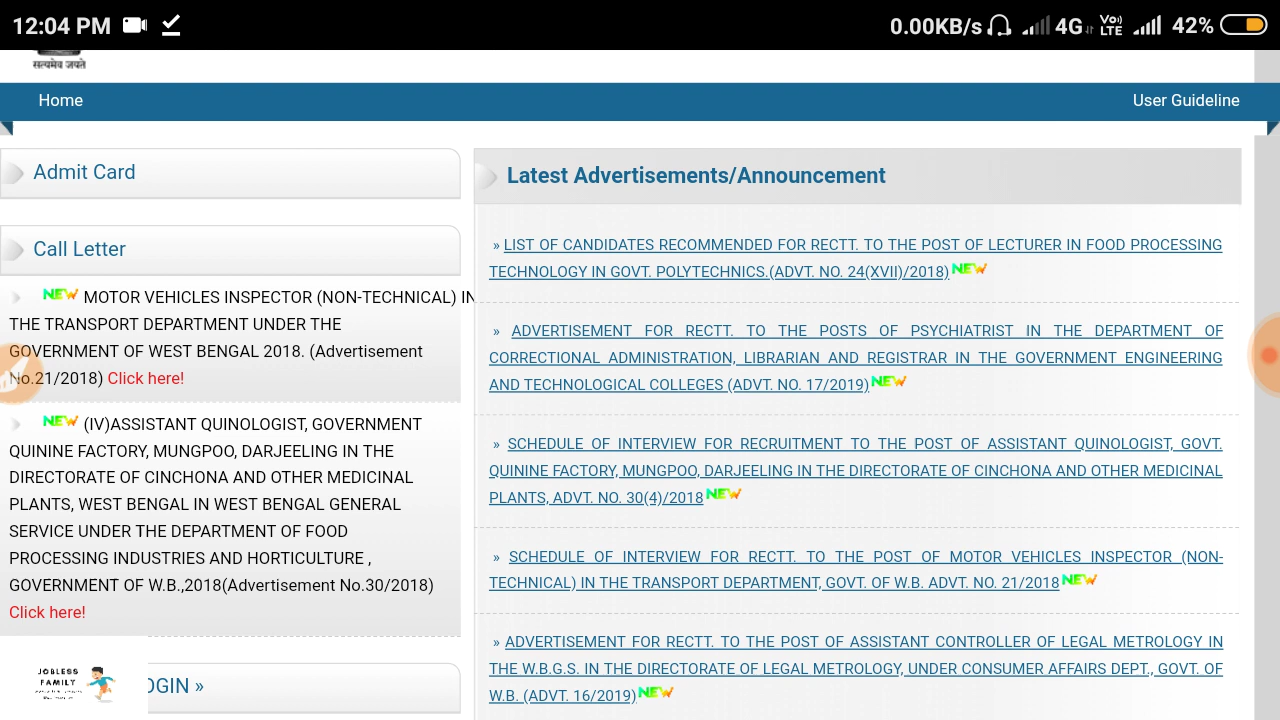 12:04 PM
0.00KB/s 4G VoLTE 42%
सत्यमेव जयते
Home
User Guideline
Admit Card
Call Letter
NEW MOTOR VEHICLES INSPECTOR (NON-TECHNICAL) IN
THE TRANSPORT DEPARTMENT UNDER THE
GOVERNMENT OF WEST BENGAL 2018. (Advertisement
No.21/2018) Click here!
NEW (IV)ASSISTANT QUINOLOGIST, GOVERNMENT
QUININE FACTORY, MUNGPOO, DARJEELING IN THE
DIRECTORATE OF CINCHONA AND OTHER MEDICINAL
PLANTS, WEST BENGAL IN WEST BENGAL GENERAL
SERVICE UNDER THE DEPARTMENT OF FOOD
PROCESSING INDUSTRIES AND HORTICULTURE ,
GOVERNMENT OF W.B.,2018(Advertisement No.30/2018)
Click here!
JOBLESS
FAMILY
OGIN »
Latest Advertisements/Announcement
» LIST OF CANDIDATES RECOMMENDED FOR RECTT. TO THE POST OF LECTURER IN FOOD PROCESSING
TECHNOLOGY IN GOVT. POLYTECHNICS.(ADVT. NO. 24(XVII)/2018) NEW
» ADVERTISEMENT FOR RECTT. TO THE POSTS OF PSYCHIATRIST IN THE DEPARTMENT OF
CORRECTIONAL ADMINISTRATION, LIBRARIAN AND REGISTRAR IN THE GOVERNMENT ENGINEERING
AND TECHNOLOGICAL COLLEGES (ADVT. NO. 17/2019) NEW
» SCHEDULE OF INTERVIEW FOR RECRUITMENT TO THE POST OF ASSISTANT QUINOLOGIST, GOVT.
QUININE FACTORY, MUNGPOO, DARJEELING IN THE DIRECTORATE OF CINCHONA AND OTHER MEDICINAL
PLANTS, ADVT. NO. 30(4)/2018 NEW
» SCHEDULE OF INTERVIEW FOR RECTT. TO THE POST OF MOTOR VEHICLES INSPECTOR (NON-
TECHNICAL) IN THE TRANSPORT DEPARTMENT, GOVT. OF W.B. ADVT. NO. 21/2018 NEW
» ADVERTISEMENT FOR RECTT. TO THE POST OF ASSISTANT CONTROLLER OF LEGAL METROLOGY IN
THE W.B.G.S. IN THE DIRECTORATE OF LEGAL METROLOGY, UNDER CONSUMER AFFAIRS DEPT., GOVT. OF
W.B. (ADVT. 16/2019) NEW